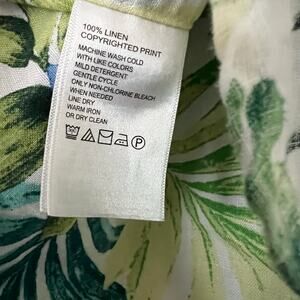 100% LINEN
COPYRIGHTED PRINT
MACHINE WASH COLD
WITH LIKE COLORS
MILD DETERGENT
GENTLE CYCLE
ONLY NON-CHLORINE BLEACH
WHEN NEEDED
LINE DRY
WARM IRON
OR DRY CLEAN
P